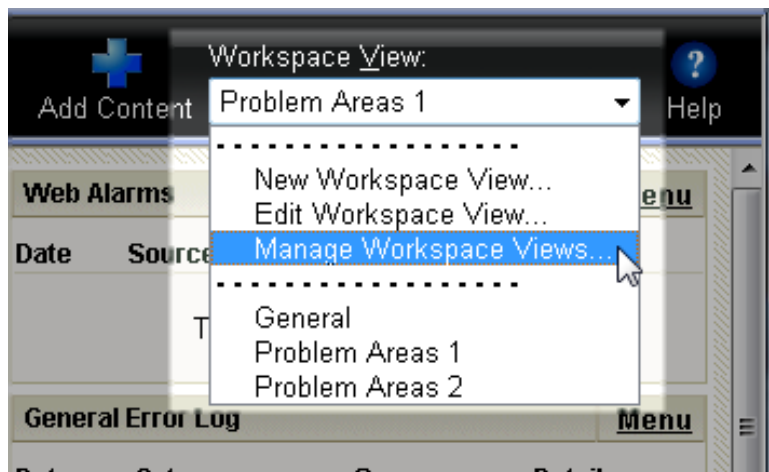 Workspace View:
Add Content
Problem Areas 1
Help
New Workspace View...
Edit Workspace View...
Manage Workspace Views...
General
Problem Areas 1
Problem Areas 2
Web Alarms
Date Source
General Error Log
Menu